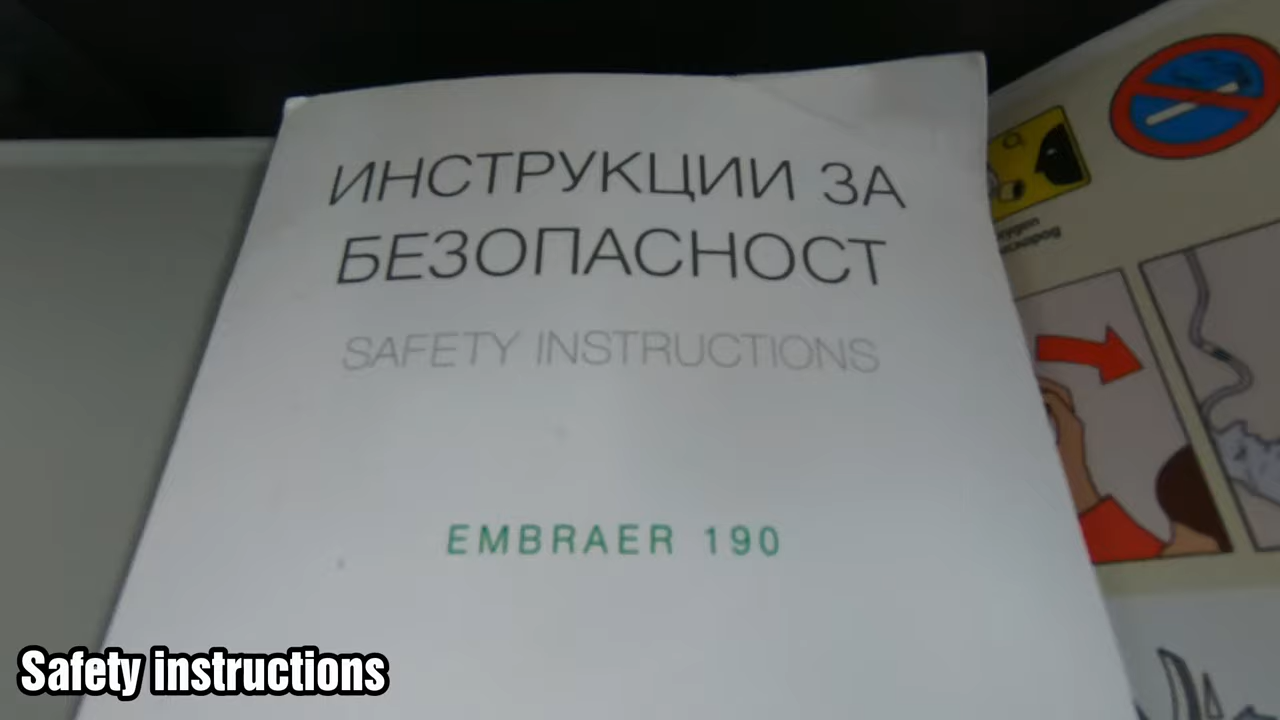 ИНСТРУКЦИИ ЗА
БЕЗОПАСНОСТ
SAFETY INSTRUCTIONS
EMBRAER 190
Safety instructions